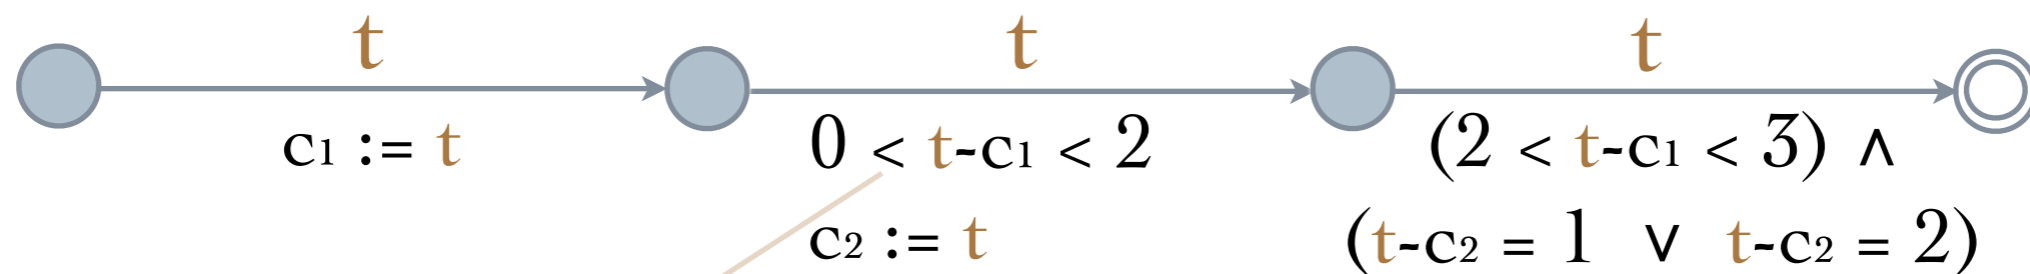 t t t
c₁ := t 0 < t-c₁ < 2 (2 < t-c₁ < 3) ∧
c₂ := t (t-c₂ = 1 ∨ t-c₂ = 2)